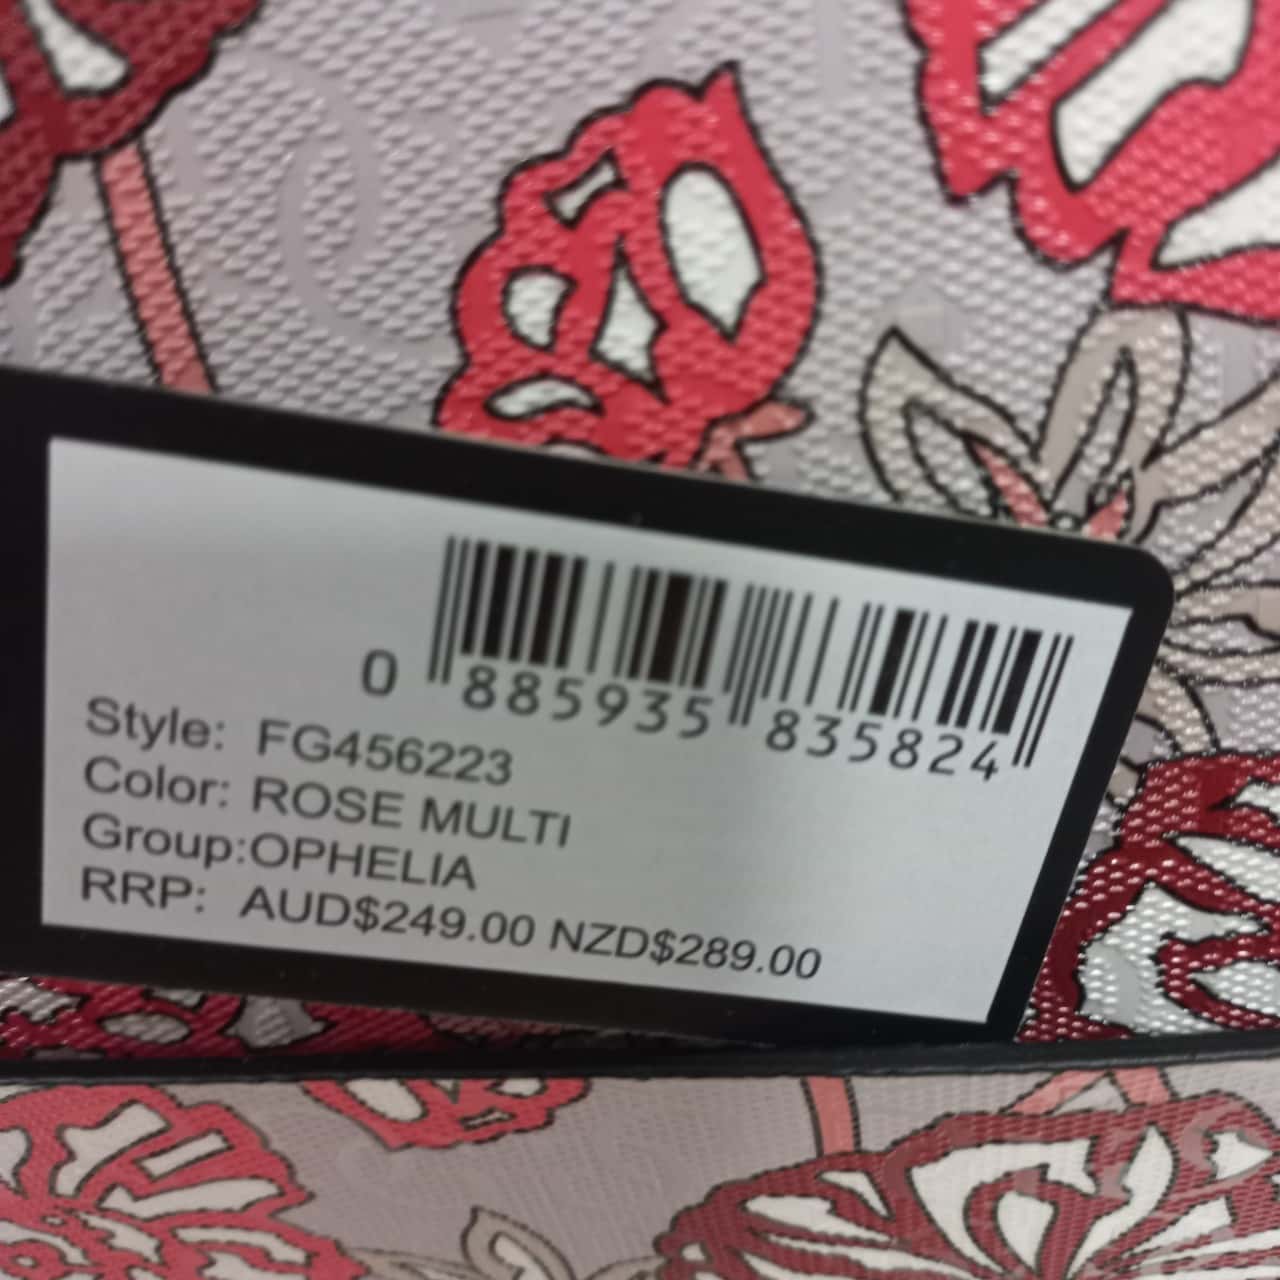 0 885935 835824
Style: FG456223
Color: ROSE MULTI
Group:OPHELIA
RRP: AUD$249.00 NZD$289.00